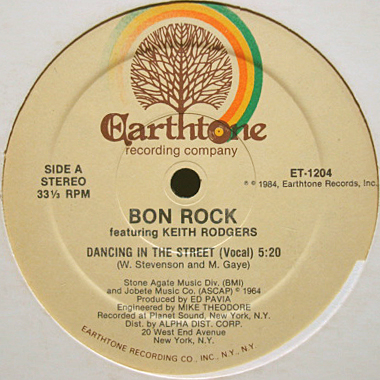 Earthtone
recording company
SIDE A
STEREO
33⅓ RPM
ET-1204
℗ © 1984, Earthtone Records, Inc.
BON ROCK
featuring KEITH RODGERS
DANCING IN THE STREET (Vocal) 5:20
(W. Stevenson and M. Gaye)
Stone Agate Music Div. (BMI)
and Jobete Music Co. (ASCAP) ℗ 1964
Produced by ED PAVIA
Engineered by MIKE THEODORE
Recorded at Planet Sound, New York, N.Y.
Dist. by ALPHA DIST. CORP.
20 West End Avenue
New York, N.Y.
EARTHTONE RECORDING CO., INC., N.Y., N.Y.